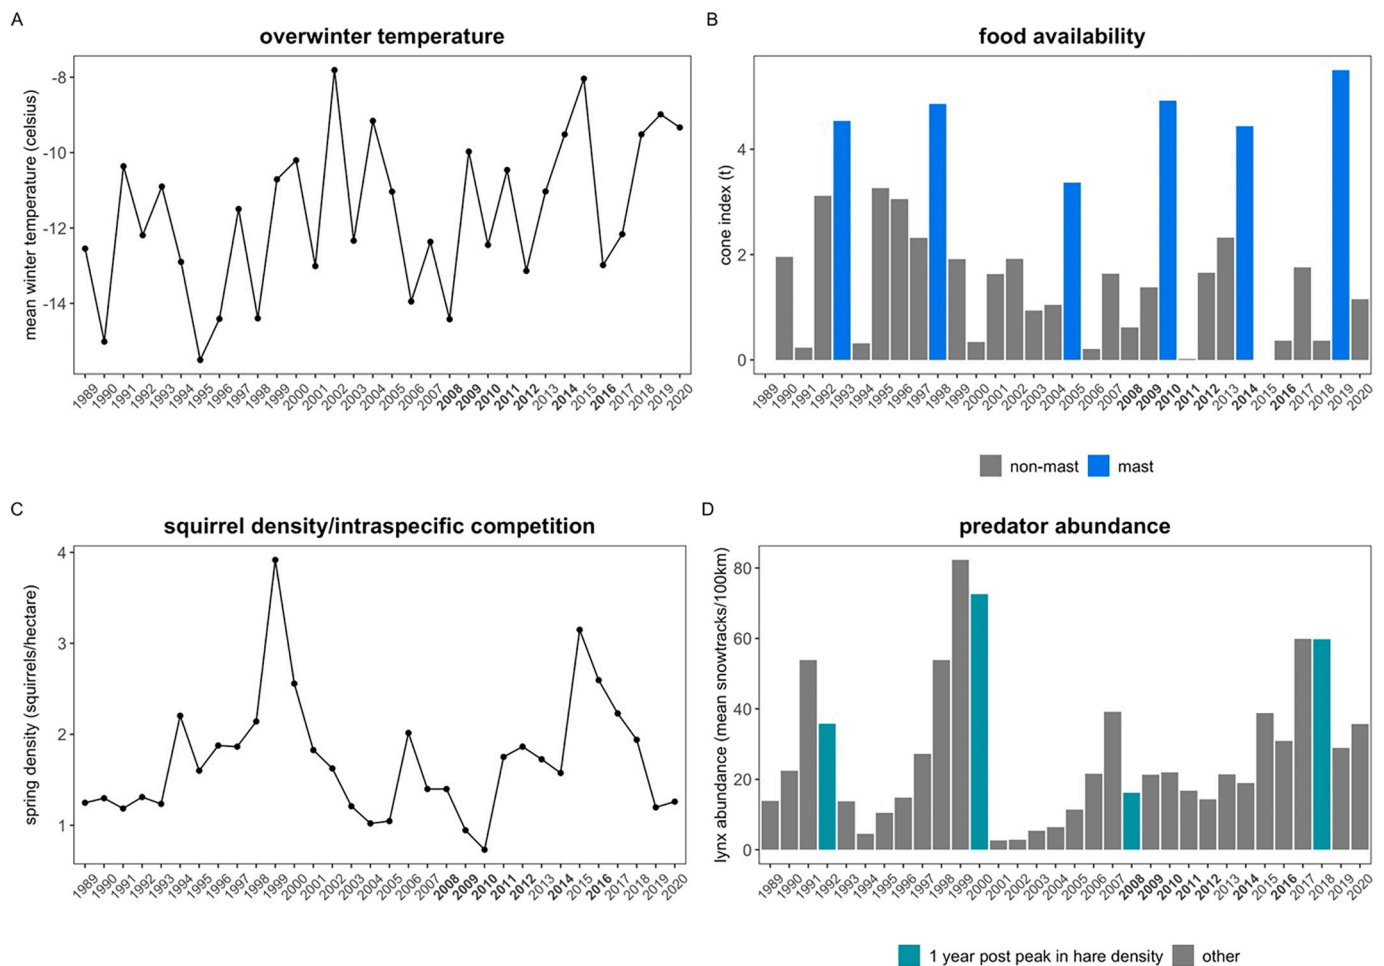 A
overwinter temperature
mean winter temperature (celsius)
-8
-10
-12
-14
1989 1990 1991 1992 1993 1994 1995 1996 1997 1998 1999 2000 2001 2002 2003 2004 2005 2006 2007 2008 2009 2010 2011 2012 2013 2014 2015 2016 2017 2018 2019 2020
B
food availability
cone index (t)
4
2
0
1989 1990 1991 1992 1993 1994 1995 1996 1997 1998 1999 2000 2001 2002 2003 2004 2005 2006 2007 2008 2009 2010 2011 2012 2013 2014 2015 2016 2017 2018 2019 2020
non-mast mast
C
squirrel density/intraspecific competition
spring density (squirrels/hectare)
4
3
2
1
1989 1990 1991 1992 1993 1994 1995 1996 1997 1998 1999 2000 2001 2002 2003 2004 2005 2006 2007 2008 2009 2010 2011 2012 2013 2014 2015 2016 2017 2018 2019 2020
D
predator abundance
lynx abundance (mean snowtracks/100km)
80
60
40
20
0
1989 1990 1991 1992 1993 1994 1995 1996 1997 1998 1999 2000 2001 2002 2003 2004 2005 2006 2007 2008 2009 2010 2011 2012 2013 2014 2015 2016 2017 2018 2019 2020
1 year post peak in hare density other